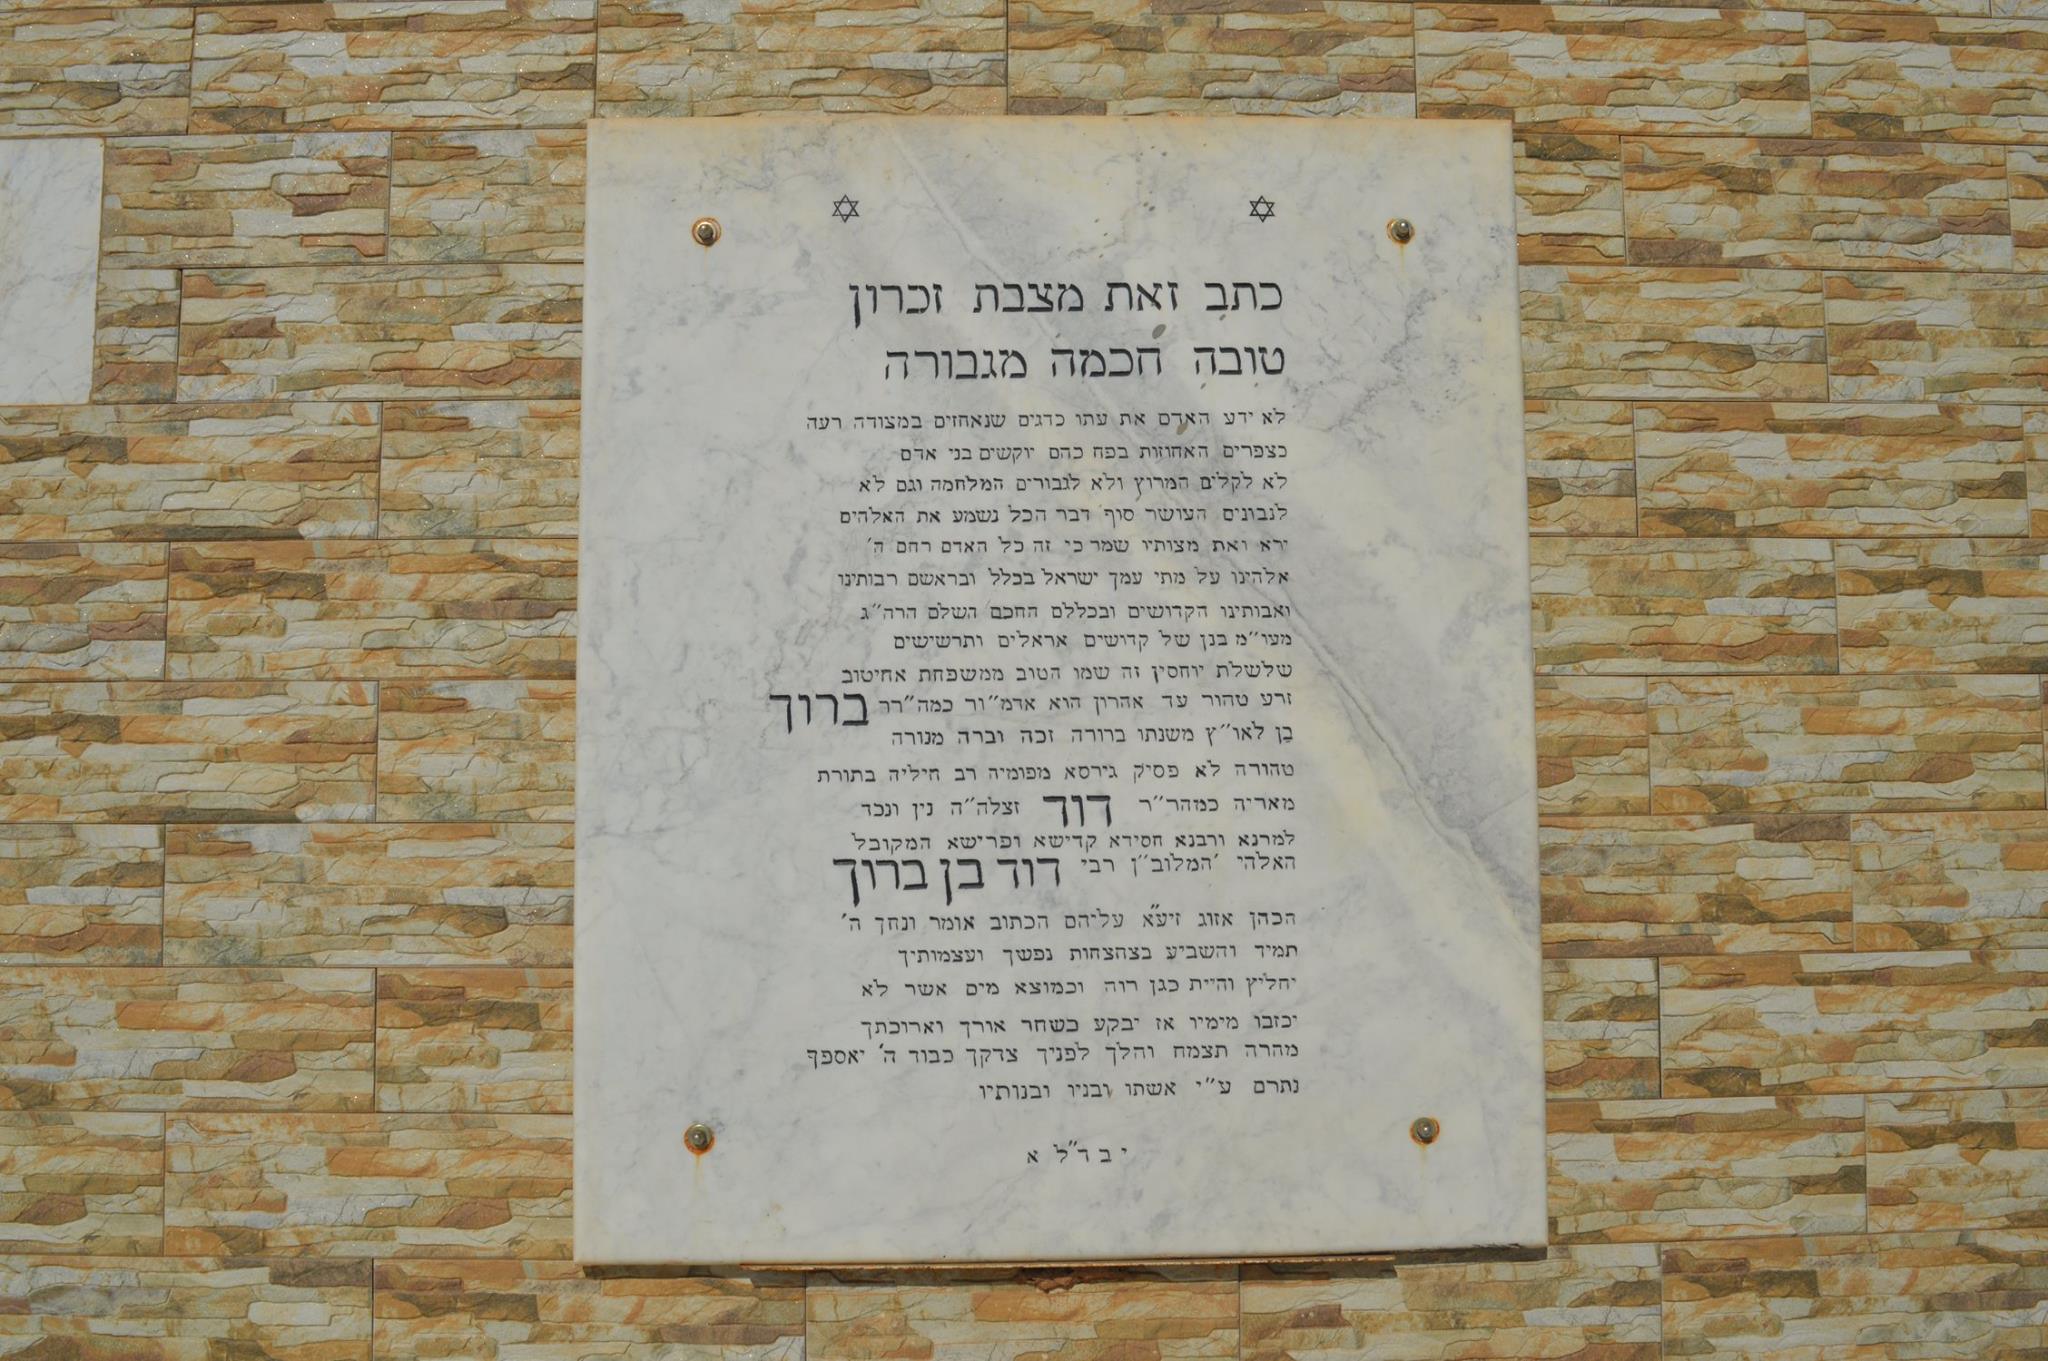 כתב זאת מצבת זכרון
טובה חכמה מגבורה
לא ידע האדם את עתו כדגים שנאחזים במצודה רעה
כצפרים האחוזות בפח כהם יוקשים בני אדם
לא לקלים המרוץ ולא לגבורים המלחמה וגם לא
לנבונים העושר סוף דבר הכל נשמע את האלהים
ירא ואת מצותיו שמר כי זה כל האדם רחם ה׳
אלהינו על מתי עמך ישראל בכלל ובראשם רבותינו
ואבותינו הקדושים ובכללם החכם השלם הרה״ג
מעו״מ בנן של קדושים אראלים ותרשישים
שלשלת יוחסין זה שמו הטוב ממשפחת אחיטוב
זרע טהור עד אהרון הוא אדמ״ור כמה״רר ברוך
בן לאו״ץ משנתו ברורה זכה וברה מנורה
טהורה לא פסיק גירסא מפומיה רב חיליה בתורת
מאריה כמהר״ר דוד זצלה״ה נין ונכד
למרנא ורבנא חסידא קדישא ופרישא המקובל
האלהי ׳המלוב״ן רבי דוד בן ברוך
הכהן אזוג זיע״א עליהם הכתוב אומר ונחך ה׳
תמיד והשביע בצחצחות נפשך ועצמותיך
יחליץ והיית כגן רוה וכמוצא מים אשר לא
יכזבו מימיו אז יבקע כשחר אורך וארוכתך
מהרה תצמח והלך לפניך צדקך כבוד ה׳ יאספך
נתרם ע״י אשתו ובניו ובנותיו
יבד״ל א